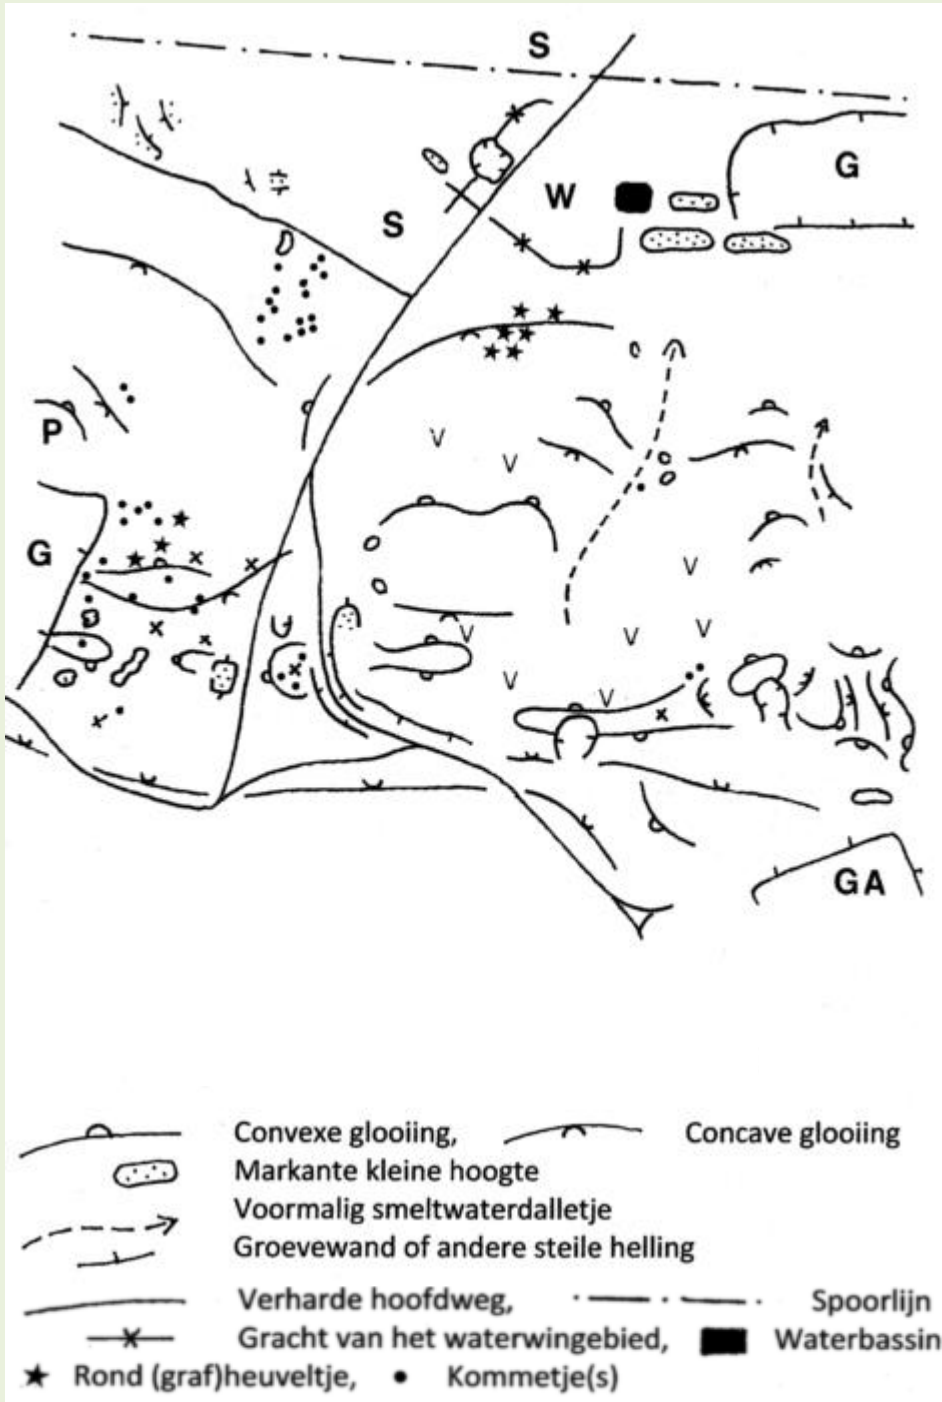 S
G
W
S
P
G
V
V
V
V
V
V
V
V
V
GA
Convexe glooiing, Concave glooiing
Markante kleine hoogte
Voormalig smeltwaterdalletje
Groevewand of andere steile helling
Verharde hoofdweg, Spoorlijn
Gracht van het waterwingebied, Waterbassin
Rond (graf)heuveltje, Kommetje(s)